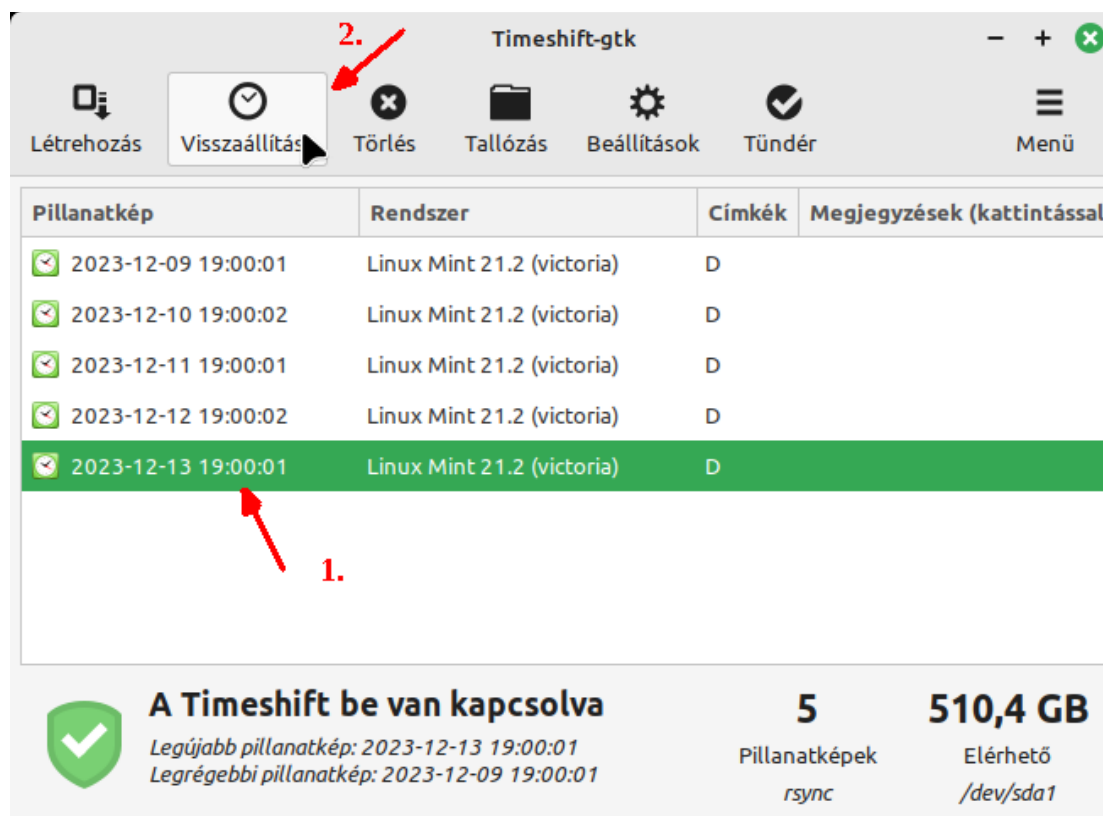 2.
Timeshift-gtk
Létrehozás Visszaállítás Törlés Tallózás Beállítások Tündér Menü
Pillanatkép Rendszer Címkék Megjegyzések (kattintással
2023-12-09 19:00:01 Linux Mint 21.2 (victoria) D
2023-12-10 19:00:02 Linux Mint 21.2 (victoria) D
2023-12-11 19:00:01 Linux Mint 21.2 (victoria) D
2023-12-12 19:00:02 Linux Mint 21.2 (victoria) D
2023-12-13 19:00:01 Linux Mint 21.2 (victoria) D
1.
A Timeshift be van kapcsolva 5 510,4 GB
Legújabb pillanatkép: 2023-12-13 19:00:01 Pillanatképek Elérhető
Legrégebbi pillanatkép: 2023-12-09 19:00:01
rsync /dev/sda1